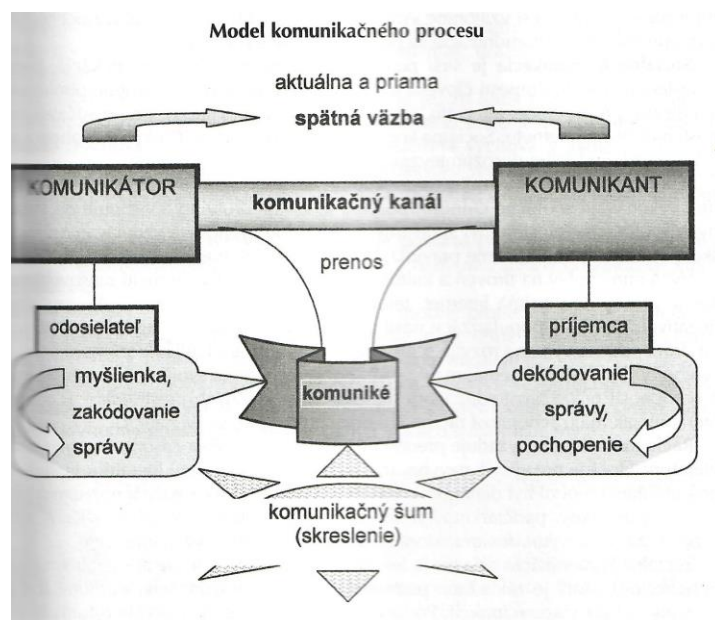 Model komunikačného procesu
aktuálna a priama
spätná väzba
KOMUNIKÁTOR
komunikačný kanál
KOMUNIKANT
prenos
odosielateľ
príjemca
myšlienka,
zakódovanie
správy
komuniké
dekódovanie
správy,
pochopenie
komunikačný šum
(skreslenie)